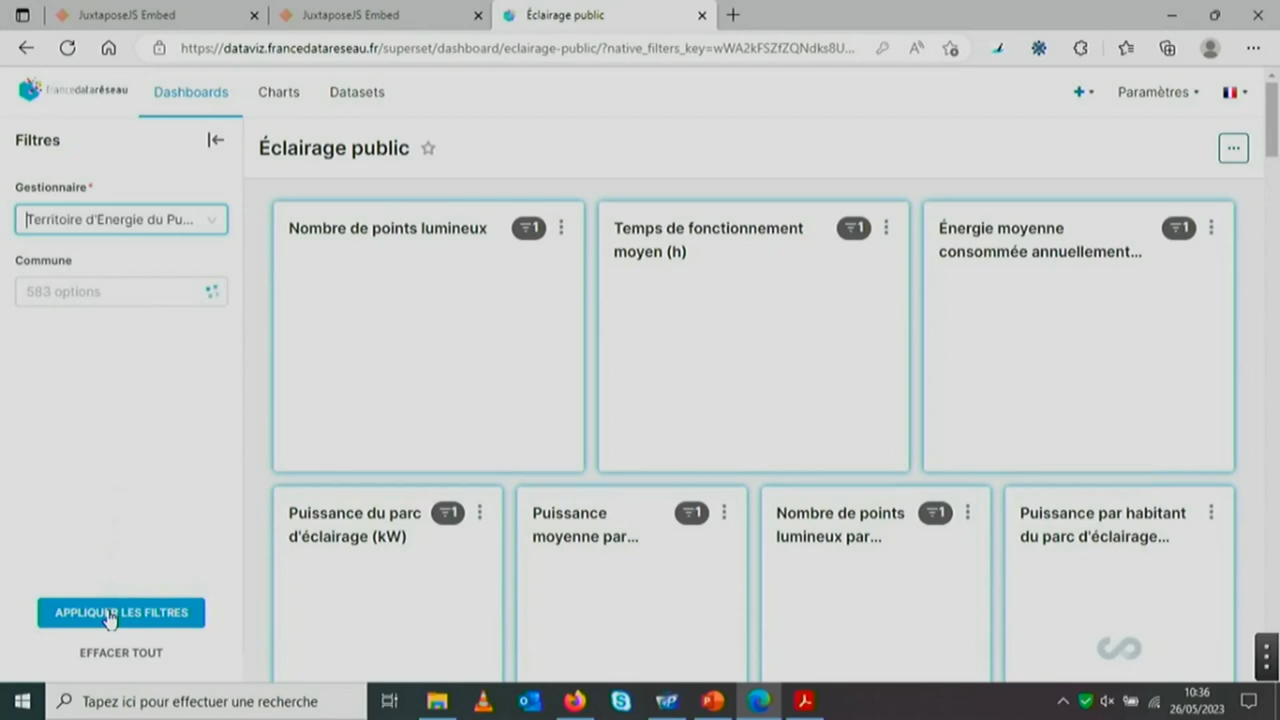 JuxtaposeJS Embed
JuxtaposeJS Embed
Éclairage public
https://dataviz.francedatareseau.fr/superset/dashboard/eclairage-public/?native_filters_key=wWA2kFSZfZQNdks8U...
francedataréseau
Dashboards
Charts
Datasets
Paramètres
Filtres
Éclairage public
Gestionnaire*
Territoire d'Energie du Pu...
Commune
583 options
Nombre de points lumineux
1
Temps de fonctionnement
moyen (h)
1
Énergie moyenne
consommée annuellement...
1
Puissance du parc
d'éclairage (kW)
1
Puissance
moyenne par...
1
Nombre de points
lumineux par...
1
Puissance par habitant
du parc d'éclairage...
APPLIQUER LES FILTRES
EFFACER TOUT
Tapez ici pour effectuer une recherche
10:36
26/05/2023